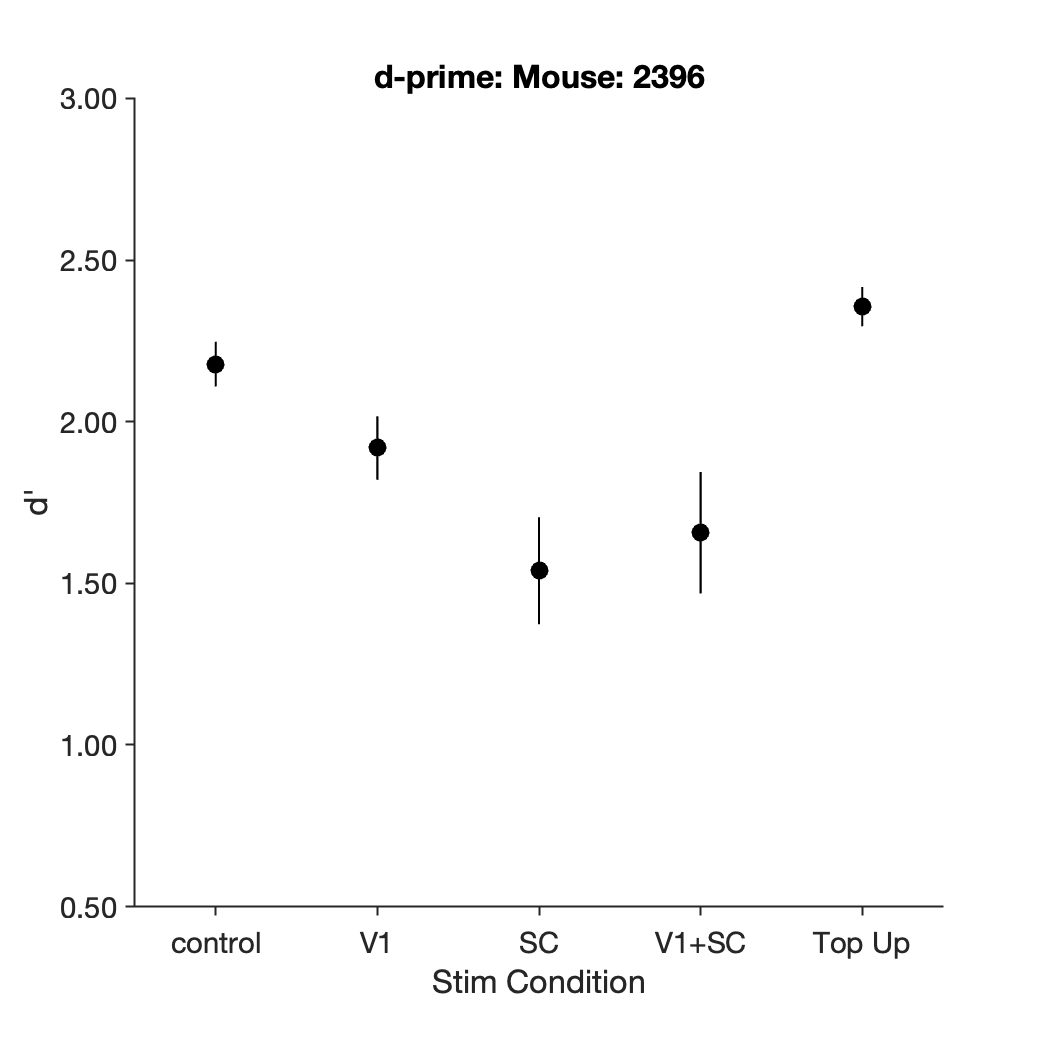 d-prime: Mouse: 2396
3.00
2.50
2.00
1.50
1.00
0.50
d'
control
V1
SC
V1+SC
Top Up
Stim Condition